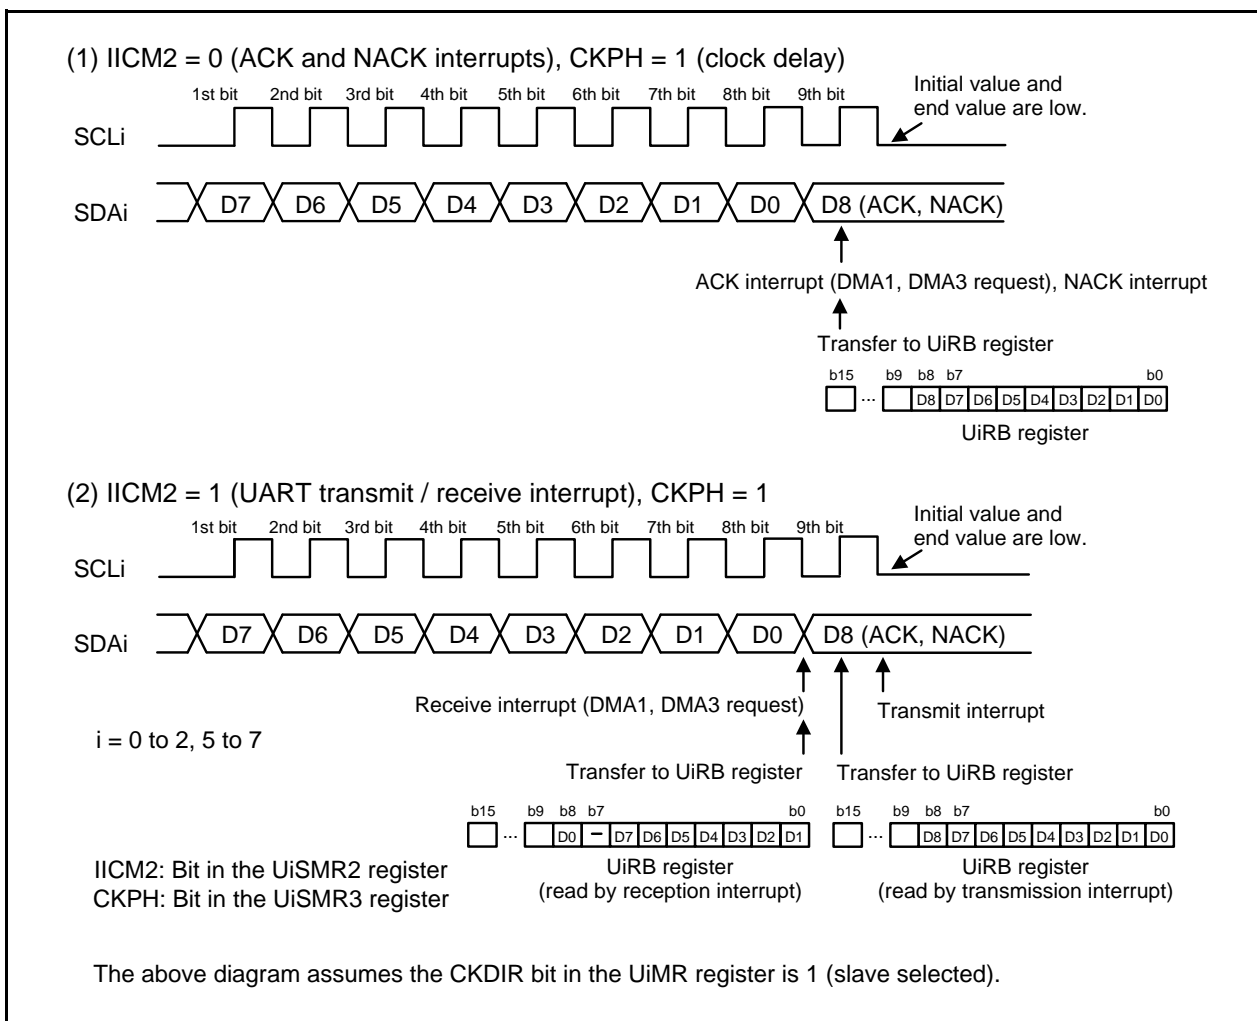 (1) IICM2 = 0 (ACK and NACK interrupts), CKPH = 1 (clock delay)
1st bit 2nd bit 3rd bit 4th bit 5th bit 6th bit 7th bit 8th bit 9th bit
Initial value and
end value are low.
SCLi
SDAi D7 D6 D5 D4 D3 D2 D1 D0 D8 (ACK, NACK)
ACK interrupt (DMA1, DMA3 request), NACK interrupt
Transfer to UiRB register
b15 b9 b8 b7 b0
... D8 D7 D6 D5 D4 D3 D2 D1 D0
UiRB register
(2) IICM2 = 1 (UART transmit / receive interrupt), CKPH = 1
1st bit 2nd bit 3rd bit 4th bit 5th bit 6th bit 7th bit 8th bit 9th bit
Initial value and
end value are low.
SCLi
SDAi D7 D6 D5 D4 D3 D2 D1 D0 D8 (ACK, NACK)
Receive interrupt (DMA1, DMA3 request) Transmit interrupt
i = 0 to 2, 5 to 7
Transfer to UiRB register Transfer to UiRB register
b15 b9 b8 b7 b0 b15 b9 b8 b7 b0
... D0 – D7 D6 D5 D4 D3 D2 D1 ... D8 D7 D6 D5 D4 D3 D2 D1 D0
UiRB register UiRB register
(read by reception interrupt) (read by transmission interrupt)
IICM2: Bit in the UiSMR2 register
CKPH: Bit in the UiSMR3 register
The above diagram assumes the CKDIR bit in the UiMR register is 1 (slave selected).